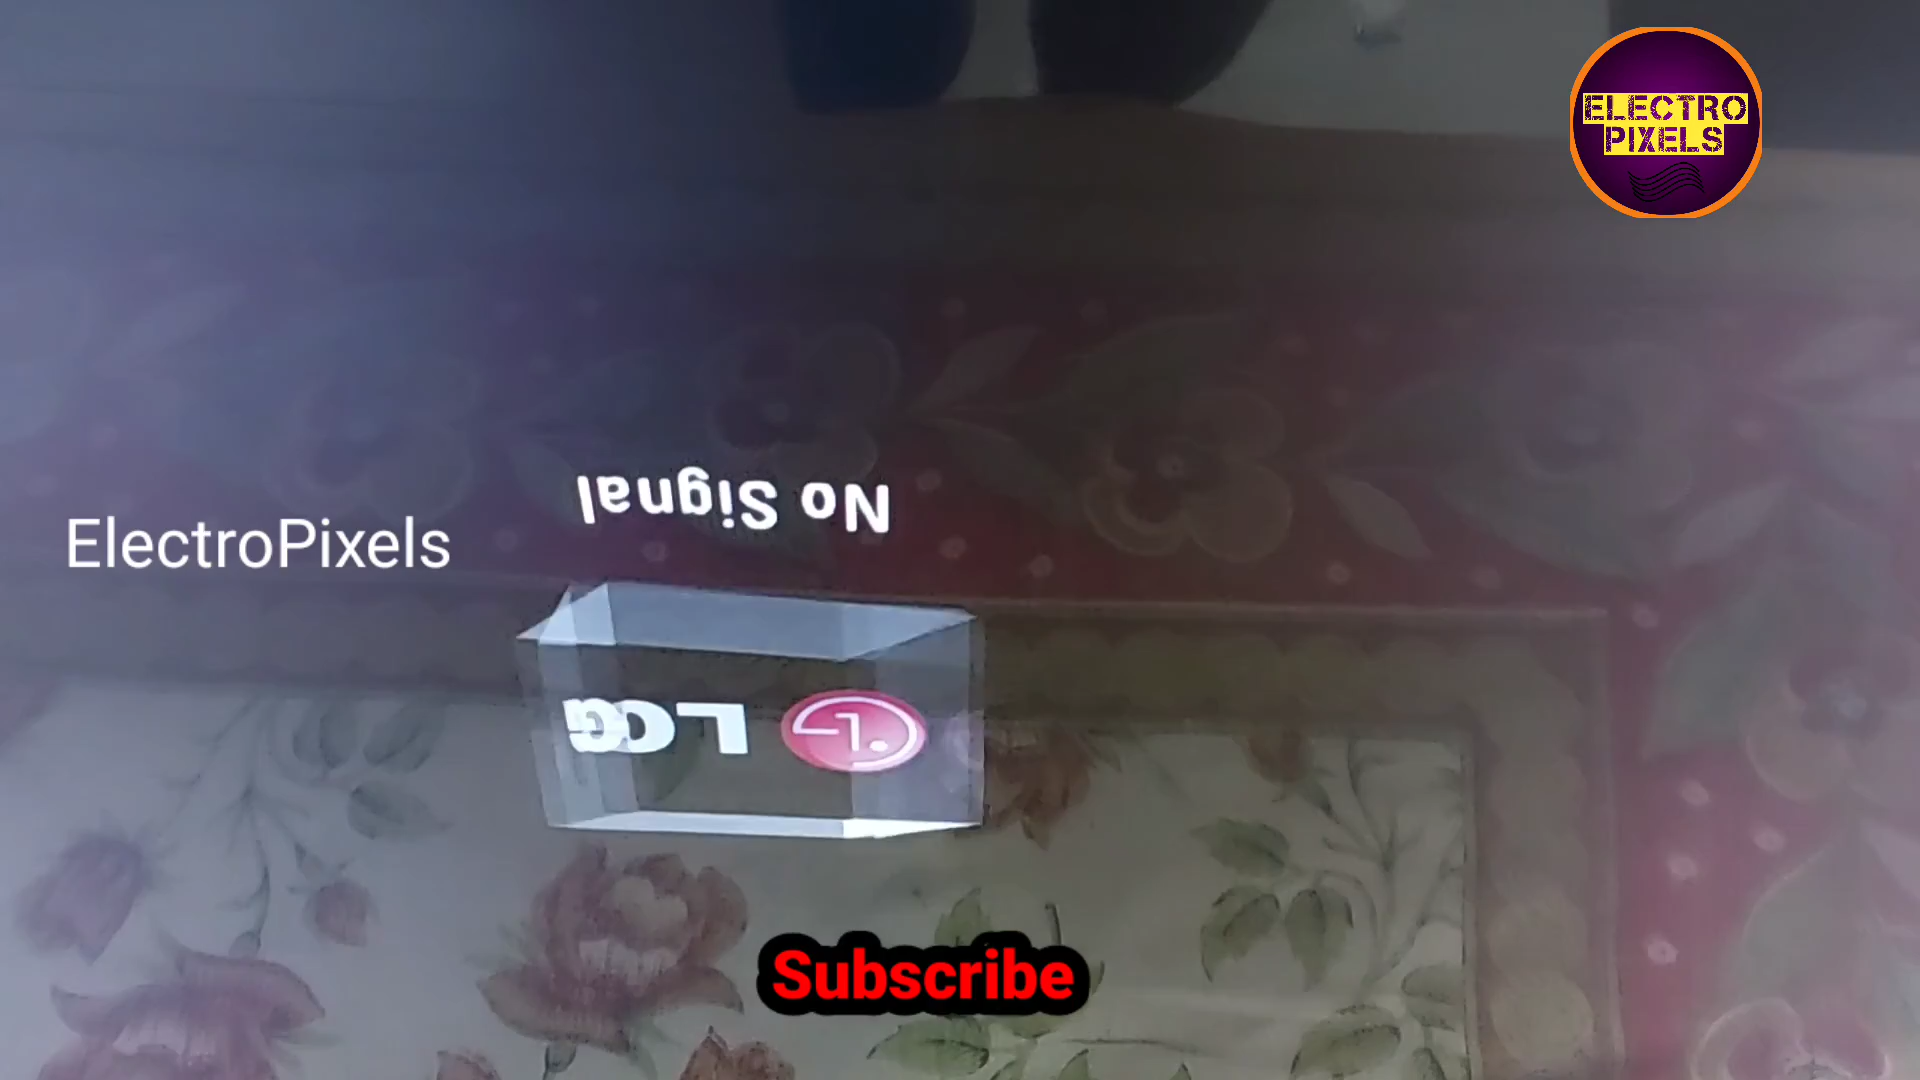 ELECTRO
PIXELS
No Signal
ElectroPixels
LG
Subscribe